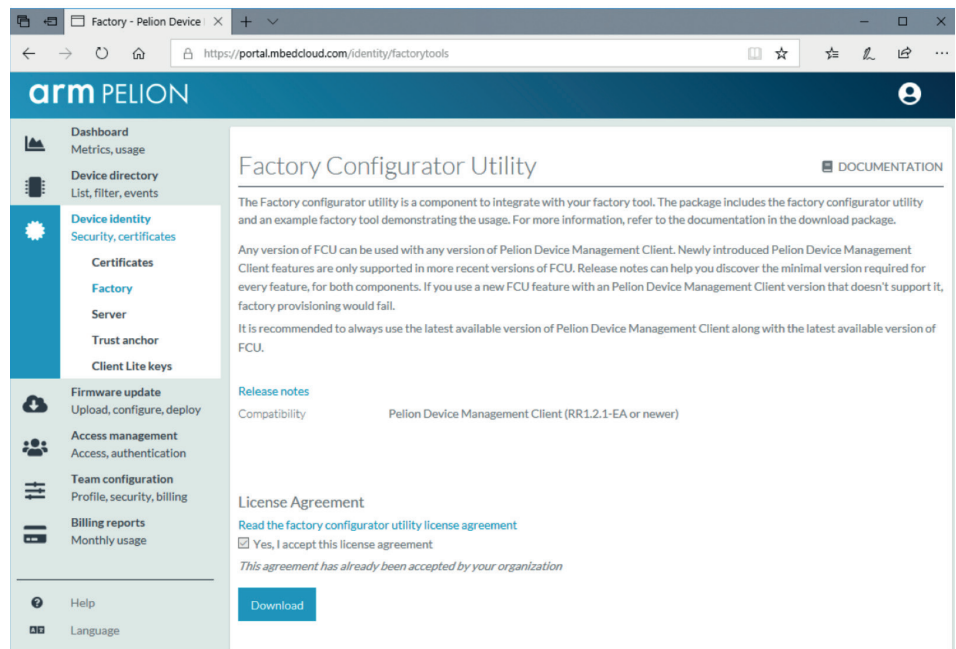 Factory - Pelion Device
https://portal.mbedcloud.com/identity/factorytools
arm PELION
Dashboard
Metrics, usage
Device directory
List, filter, events
Device identity
Security, certificates
Certificates
Factory
Server
Trust anchor
Client Lite keys
Firmware update
Upload, configure, deploy
Access management
Access, authentication
Team configuration
Profile, security, billing
Billing reports
Monthly usage
Help
Language
Factory Configurator Utility
DOCUMENTATION
The Factory configurator utility is a component to integrate with your factory tool. The package includes the factory configurator utility
and an example factory tool demonstrating the usage. For more information, refer to the documentation in the download package.
Any version of FCU can be used with any version of Pelion Device Management Client. Newly introduced Pelion Device Management
Client features are only supported in more recent versions of FCU. Release notes can help you discover the minimal version required for
every feature, for both components. If you use a new FCU feature with an Pelion Device Management Client version that doesn't support it,
factory provisioning would fail.
It is recommended to always use the latest available version of Pelion Device Management Client along with the latest available version of
FCU.
Release notes
Compatibility Pelion Device Management Client (RR1.2.1-EA or newer)
License Agreement
Read the factory configurator utility license agreement
Yes, I accept this license agreement
This agreement has already been accepted by your organization
Download